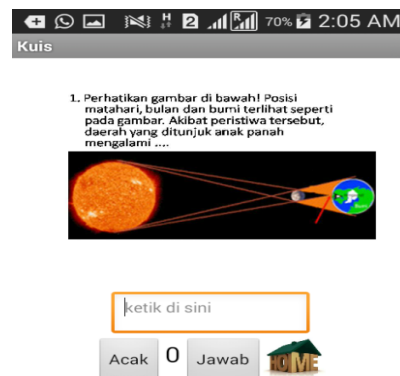 H 2 R 70% 2:05 AM
Kuis
1. Perhatikan gambar di bawah! Posisi
matahari, bulan dan bumi terlihat seperti
pada gambar. Akibat peristiwa tersebut,
daerah yang ditunjuk anak panah
mengalami ....
ketik di sini
Acak 0 Jawab HOME